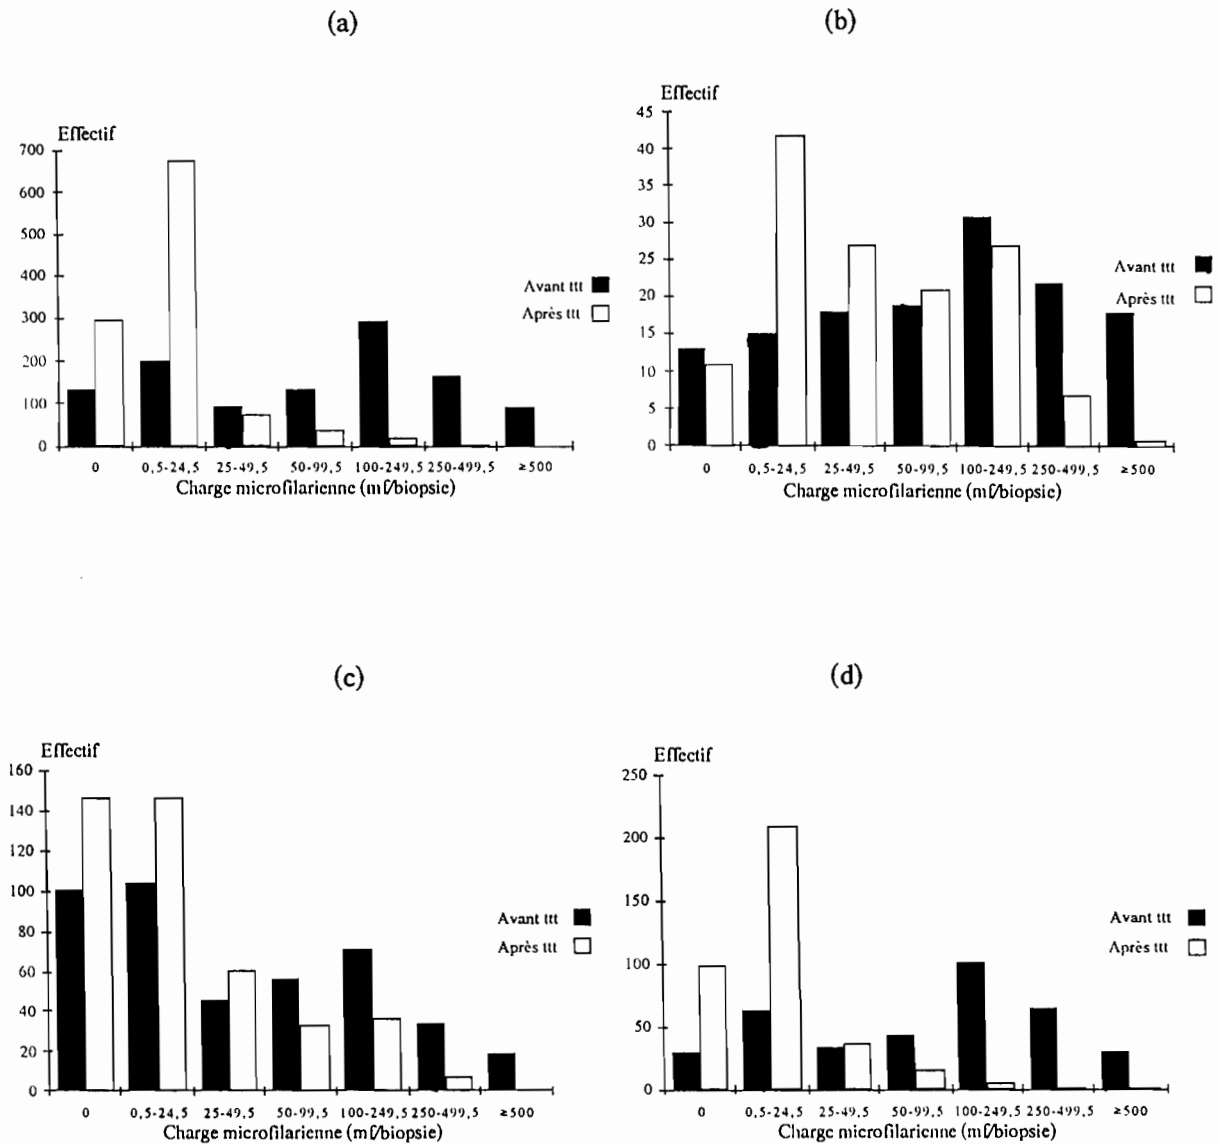 (a)
Effectif
700
600
500
400
300
200
100
0
0 0,5-24,5 25-49,5 50-99,5 100-249,5 250-499,5 ≥500
Charge microfilarienne (mf/biopsie)
Avant ttt
Après ttt
(b)
Effectif
45
40
35
30
25
20
15
10
5
0
0 0,5-24,5 25-49,5 50-99,5 100-249,5 250-499,5 ≥500
Charge microfilarienne (mf/biopsie)
Avant ttt
Après ttt
(c)
Effectif
160
140
120
100
80
60
40
20
0
0 0,5-24,5 25-49,5 50-99,5 100-249,5 250-499,5 ≥500
Charge microfilarienne (mf/biopsie)
Avant ttt
Après ttt
(d)
Effectif
250
200
150
100
50
0
0 0,5-24,5 25-49,5 50-99,5 100-249,5 250-499,5 ≥500
Charge microfilarienne (mf/biopsie)
Avant ttt
Après ttt